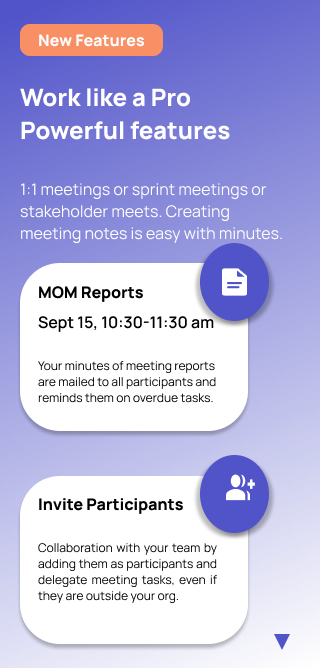 New Features
Work like a Pro
Powerful features
1:1 meetings or sprint meetings or
stakeholder meets. Creating
meeting notes is easy with minutes.
MOM Reports
Sept 15, 10:30-11:30 am
Your minutes of meeting reports
are mailed to all participants and
reminds them on overdue tasks.
Invite Participants
Collaboration with your team by
adding them as participants and
delegate meeting tasks, even if
they are outside your org.